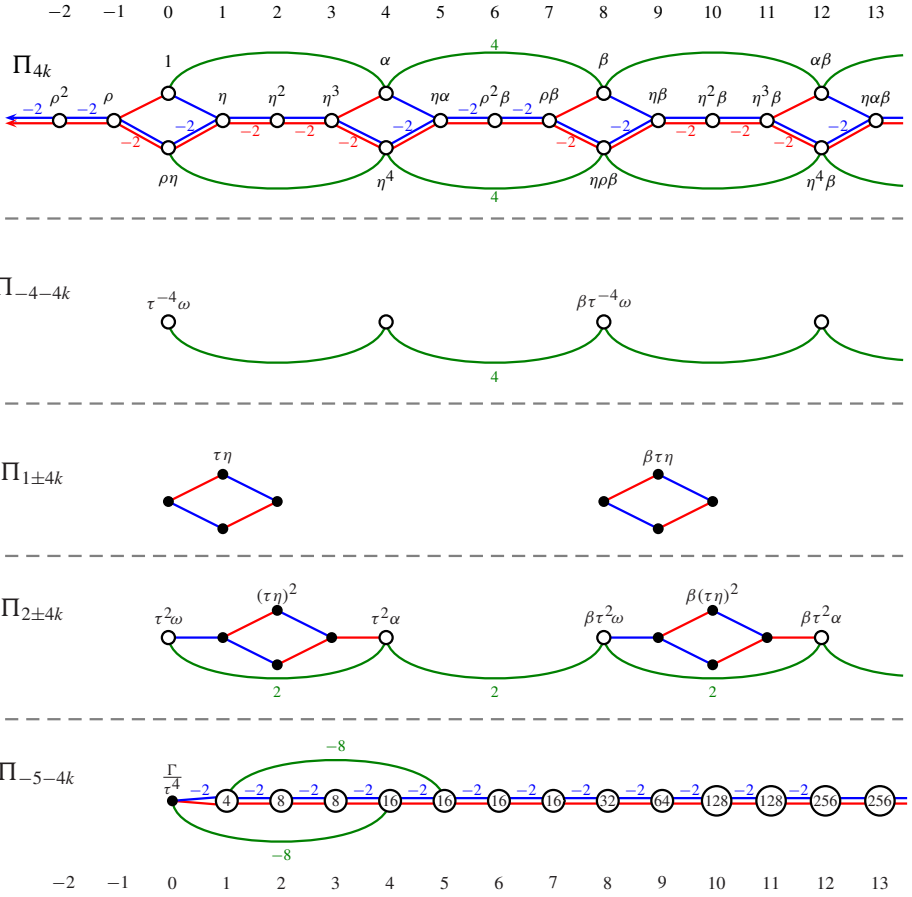 −2 −1 0 1 2 3 4 5 6 7 8 9 10 11 12 13
4
1 α β αβ
Π4k
ρ² ρ η η² η³ ηα ρ²β ρβ ηβ η²β η³β ηαβ
−2 −2 −2 −2 −2 −2 −2 −2
−2 −2 −2 −2 −2 −2 −2 −2
ρη η⁴ ηρβ η⁴β
4
Π−4−4k
τ⁻⁴ω βτ⁻⁴ω
4
τη βτη
Π1±4k
(τη)² β(τη)²
Π2±4k
τ²ω τ²α βτ²ω βτ²α
2 2 2
−8
Π−5−4k
Γ/τ⁴
−2 −2 −2 −2 −2 −2 −2 −2 −2 −2 −2 −2
4 8 8 16 16 16 16 32 64 128 128 256 256
−8
−2 −1 0 1 2 3 4 5 6 7 8 9 10 11 12 13